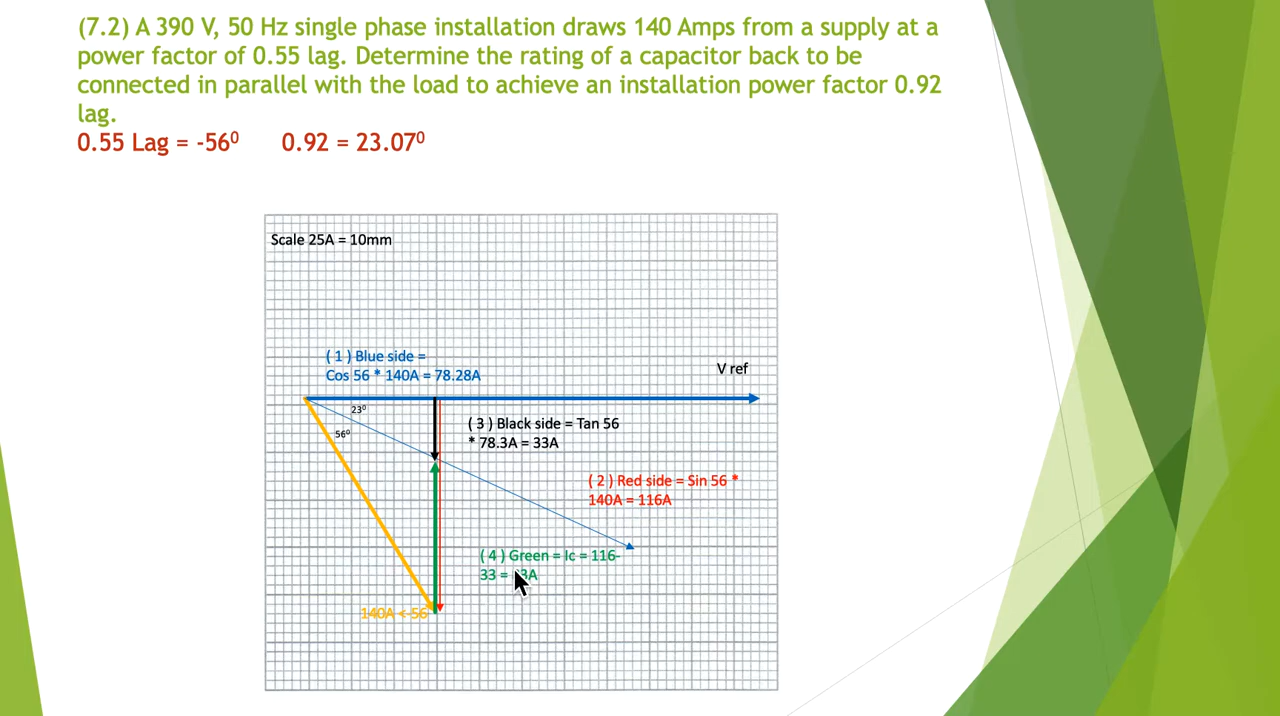 (7.2) A 390 V, 50 Hz single phase installation draws 140 Amps from a supply at a
power factor of 0.55 lag. Determine the rating of a capacitor back to be
connected in parallel with the load to achieve an installation power factor 0.92
lag.
0.55 Lag = -56⁰ 0.92 = 23.07⁰
Scale 25A = 10mm
( 1 ) Blue side =
Cos 56 * 140A = 78.28A
V ref
23⁰
( 3 ) Black side = Tan 56
* 78.3A = 33A
56⁰
( 2 ) Red side = Sin 56 *
140A = 116A
( 4 ) Green = Ic = 116-
33 =
140A <-56